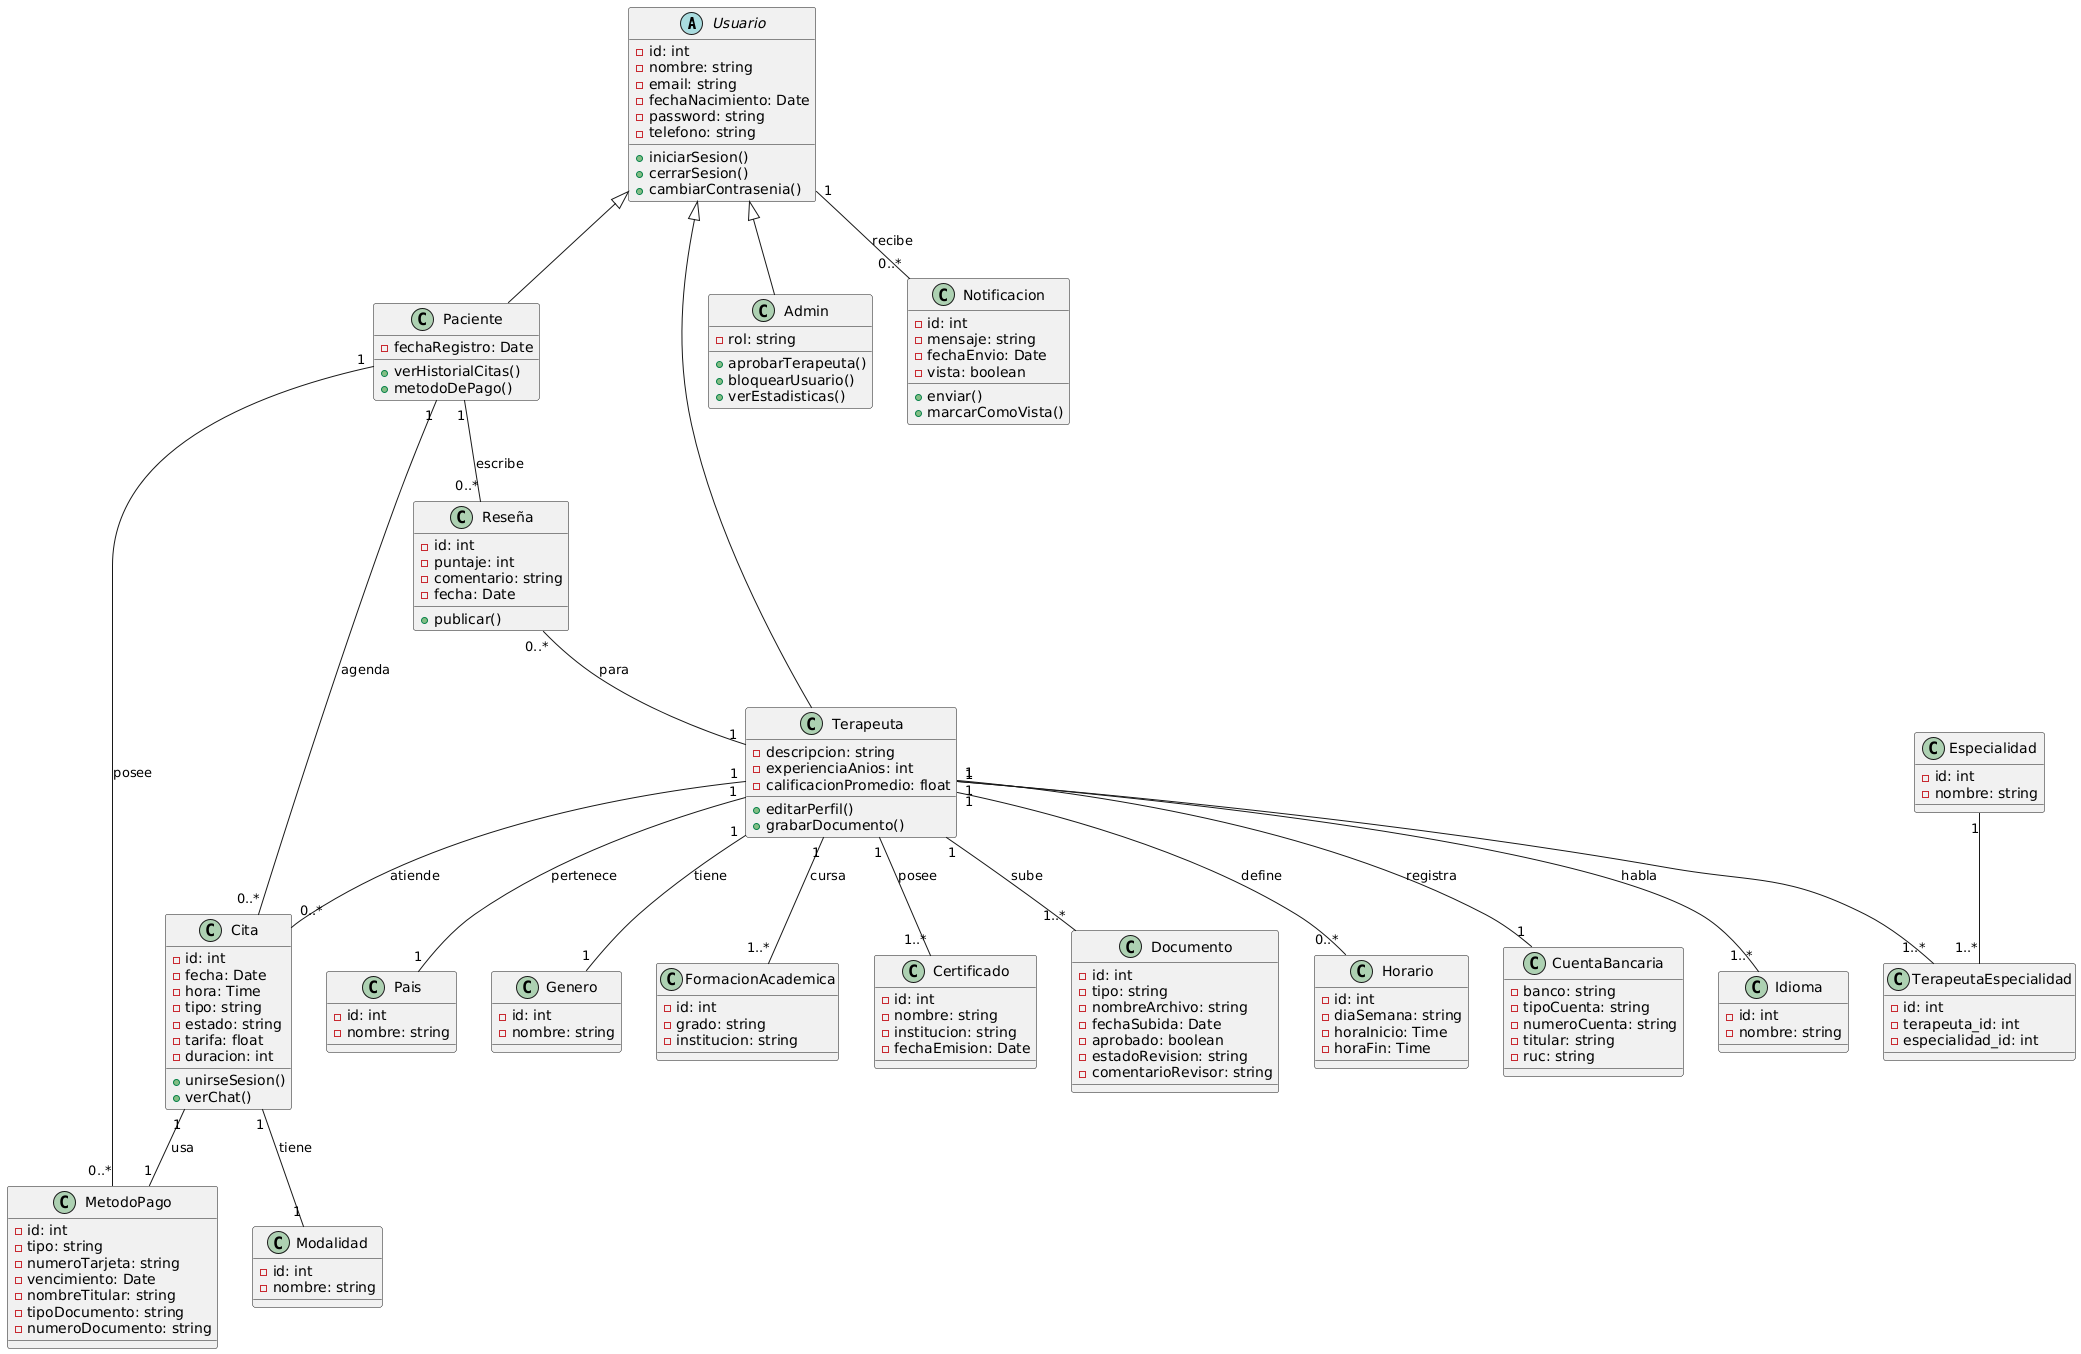 A Usuario
id: int
nombre: string
email: string
fechaNacimiento: Date
password: string
telefono: string
iniciarSesion()
cerrarSesion()
cambiarContrasenia()
1
recibe
0..*
C Paciente
fechaRegistro: Date
verHistorialCitas()
metodoDePago()
C Admin
rol: string
aprobarTerapeuta()
bloquearUsuario()
verEstadisticas()
C Notificacion
id: int
mensaje: string
fechaEnvio: Date
vista: boolean
enviar()
marcarComoVista()
1
posee
0..*
1
agenda
0..*
1
escribe
0..*
C Reseña
id: int
puntaje: int
comentario: string
fecha: Date
publicar()
0..*
para
1
C Terapeuta
descripcion: string
experienciaAnios: int
calificacionPromedio: float
editarPerfil()
grabarDocumento()
C Especialidad
id: int
nombre: string
1
1..*
1
atiende
0..*
1
pertenece
1
1
tiene
1
1
cursa
1..*
1
posee
1..*
1
sube
1..*
1
define
0..*
1
registra
1
1
habla
1..*
1
1..*
C Cita
id: int
fecha: Date
hora: Time
tipo: string
estado: string
tarifa: float
duracion: int
unirseSesion()
verChat()
C Pais
id: int
nombre: string
C Genero
id: int
nombre: string
C FormacionAcademica
id: int
grado: string
institucion: string
C Certificado
id: int
nombre: string
institucion: string
fechaEmision: Date
C Documento
id: int
tipo: string
nombreArchivo: string
fechaSubida: Date
aprobado: boolean
estadoRevision: string
comentarioRevisor: string
C Horario
id: int
diaSemana: string
horaInicio: Time
horaFin: Time
C CuentaBancaria
banco: string
tipoCuenta: string
numeroCuenta: string
titular: string
ruc: string
C Idioma
id: int
nombre: string
C TerapeutaEspecialidad
id: int
terapeuta_id: int
especialidad_id: int
1
usa
1
1
tiene
1
C MetodoPago
id: int
tipo: string
numeroTarjeta: string
vencimiento: Date
nombreTitular: string
tipoDocumento: string
numeroDocumento: string
C Modalidad
id: int
nombre: string